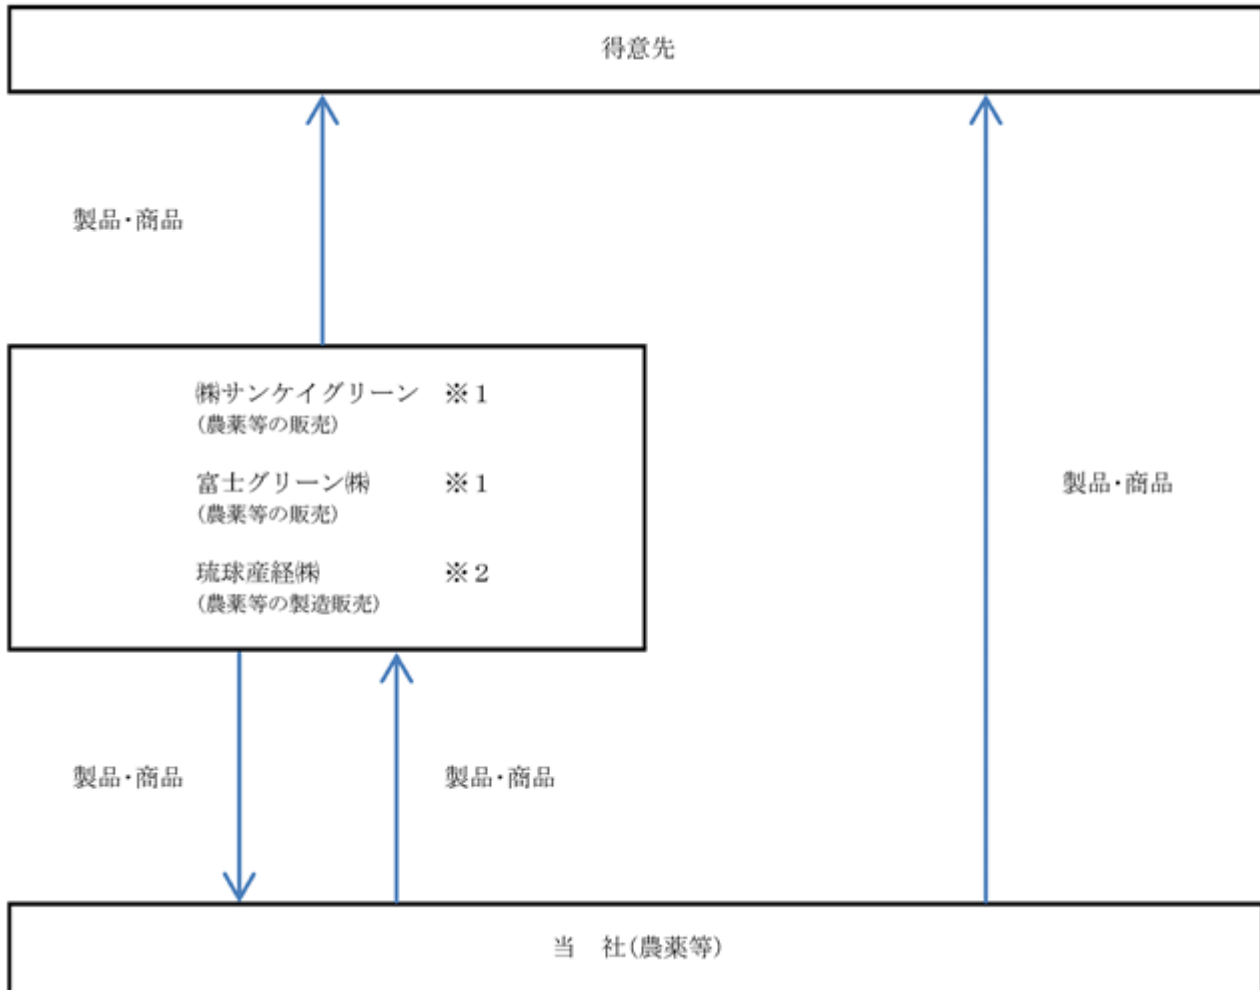 得意先
製品・商品
㈱サンケイグリーン ※1
(農薬等の販売)
富士グリーン㈱ ※1
(農薬等の販売)
製品・商品
琉球産経㈱ ※2
(農薬等の製造販売)
製品・商品 製品・商品
当 社(農薬等)